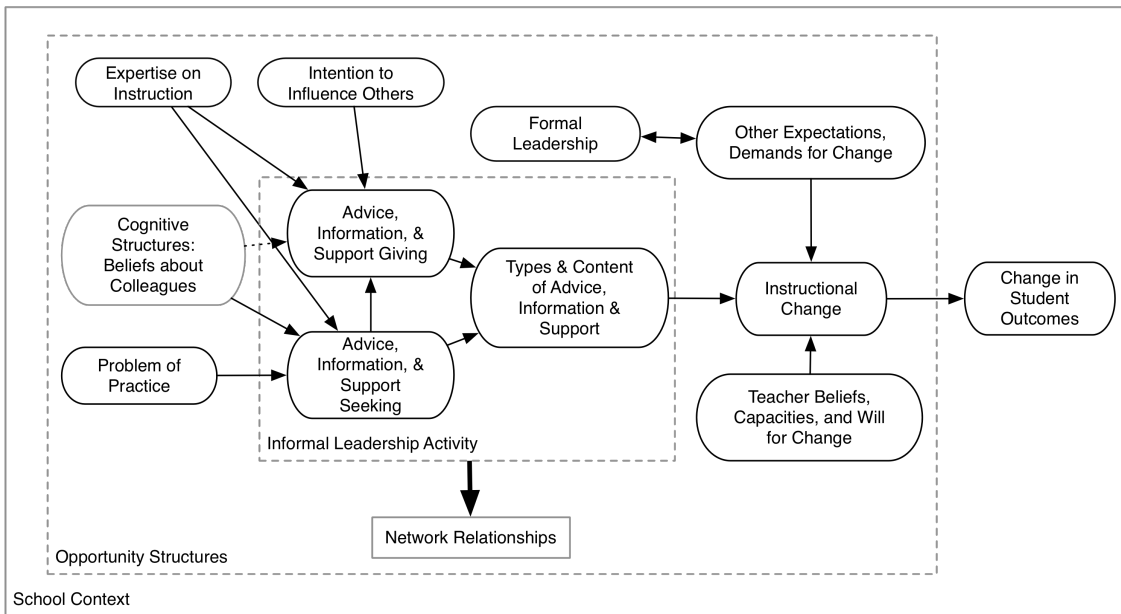 Expertise on
Instruction
Intention to
Influence Others
Formal
Leadership
Other Expectations,
Demands for Change
Cognitive
Structures:
Beliefs about
Colleagues
Advice,
Information, &
Support Giving
Types & Content
of Advice,
Information &
Support
Instructional
Change
Change in
Student
Outcomes
Problem of
Practice
Advice,
Information, &
Support
Seeking
Teacher Beliefs,
Capacities, and Will
for Change
Informal Leadership Activity
Network Relationships
Opportunity Structures
School Context